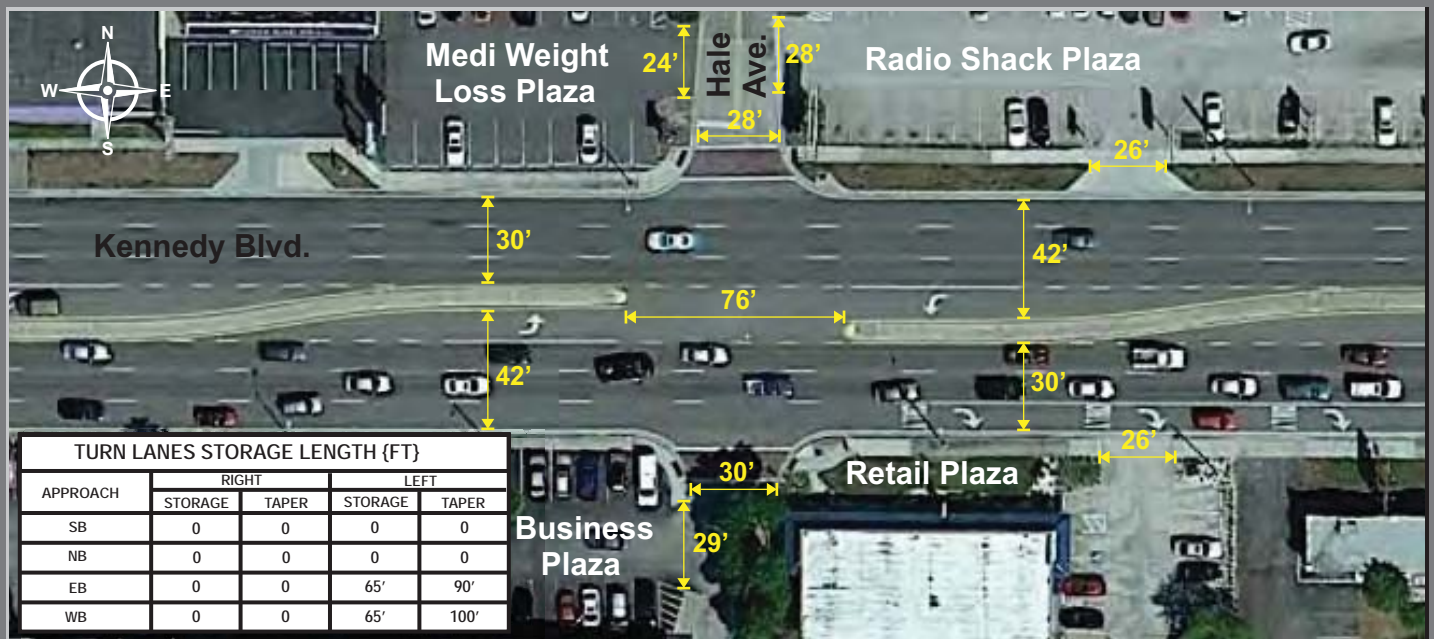 N
W E
S
Medi Weight
Loss Plaza
24’
Hale
Ave.
28’
28’
Radio Shack Plaza
26’
Kennedy Blvd.
30’
42’
76’
42’
30’
26’
30’
Retail Plaza
Business
Plaza
29’
TURN LANES STORAGE LENGTH {FT}
APPROACH RIGHT LEFT
STORAGE TAPER STORAGE TAPER
SB 0 0 0 0
NB 0 0 0 0
EB 0 0 65’ 90’
WB 0 0 65’ 100’